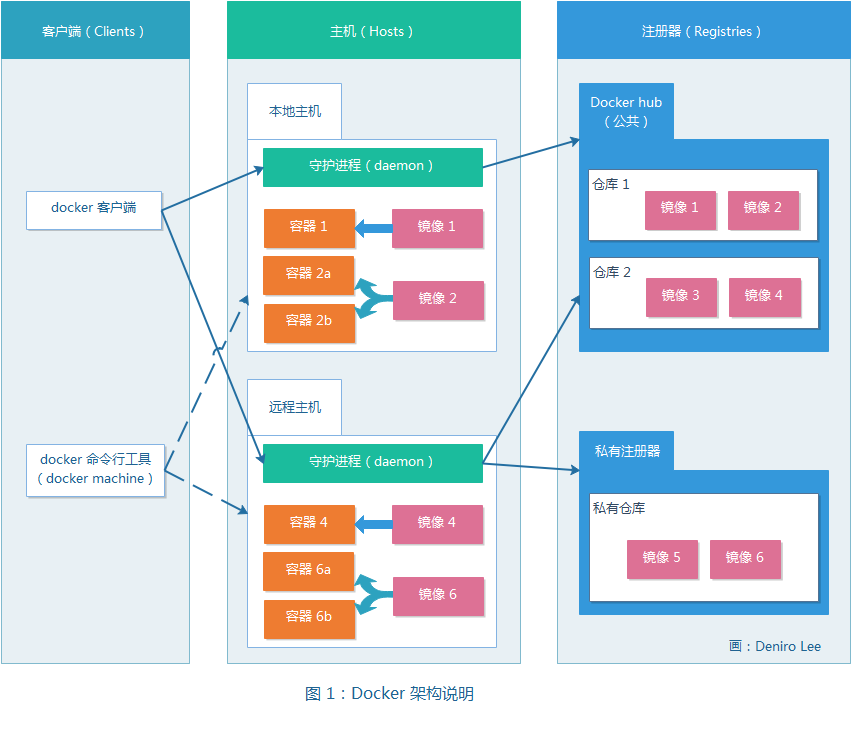 客户端（Clients）
主机（Hosts）
注册器（Registries）
docker 客户端
docker 命令行工具
（docker machine）
本地主机
守护进程（daemon）
容器 1
镜像 1
容器 2a
镜像 2
容器 2b
远程主机
守护进程（daemon）
容器 4
镜像 4
容器 6a
镜像 6
容器 6b
Docker hub
（公共）
仓库 1
镜像 1
镜像 2
仓库 2
镜像 3
镜像 4
私有注册器
私有仓库
镜像 5
镜像 6
画：Deniro Lee
图 1：Docker 架构说明